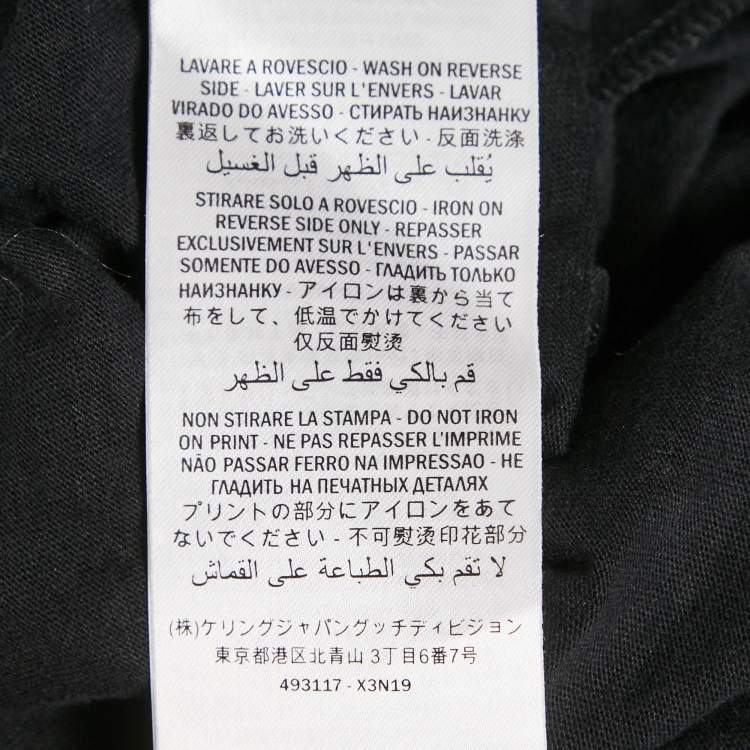 LAVARE A ROVESCIO - WASH ON REVERSE
SIDE - LAVER SUR L'ENVERS - LAVAR
VIRADO DO AVESSO - СТИРАТЬ НАИЗНАНКУ
裏返してお洗いください - 反面洗涤
يُقلب على الظهر قبل الغسيل
STIRARE SOLO A ROVESCIO - IRON ON
REVERSE SIDE ONLY - REPASSER
EXCLUSIVEMENT SUR L'ENVERS - PASSAR
SOMENTE DO AVESSO - ГЛАДИТЬ ТОЛЬКО
НАИЗНАНКУ - アイロンは裏から当て
布をして、低温でかけてください
仅反面熨烫
قم بالكي فقط على الظهر
NON STIRARE LA STAMPA - DO NOT IRON
ON PRINT - NE PAS REPASSER L'IMPRIME
NÃO PASSAR FERRO NA IMPRESSAO - НЕ
ГЛАДИТЬ НА ПЕЧАТНЫХ ДЕТАЛЯХ
プリントの部分にアイロンをあて
ないでください - 不可熨烫印花部分
لا تقم بكي الطباعة على القماش
(株)ケリングジャパングッチディビジョン
東京都港区北青山 3丁目6番7号
493117 - X3N19